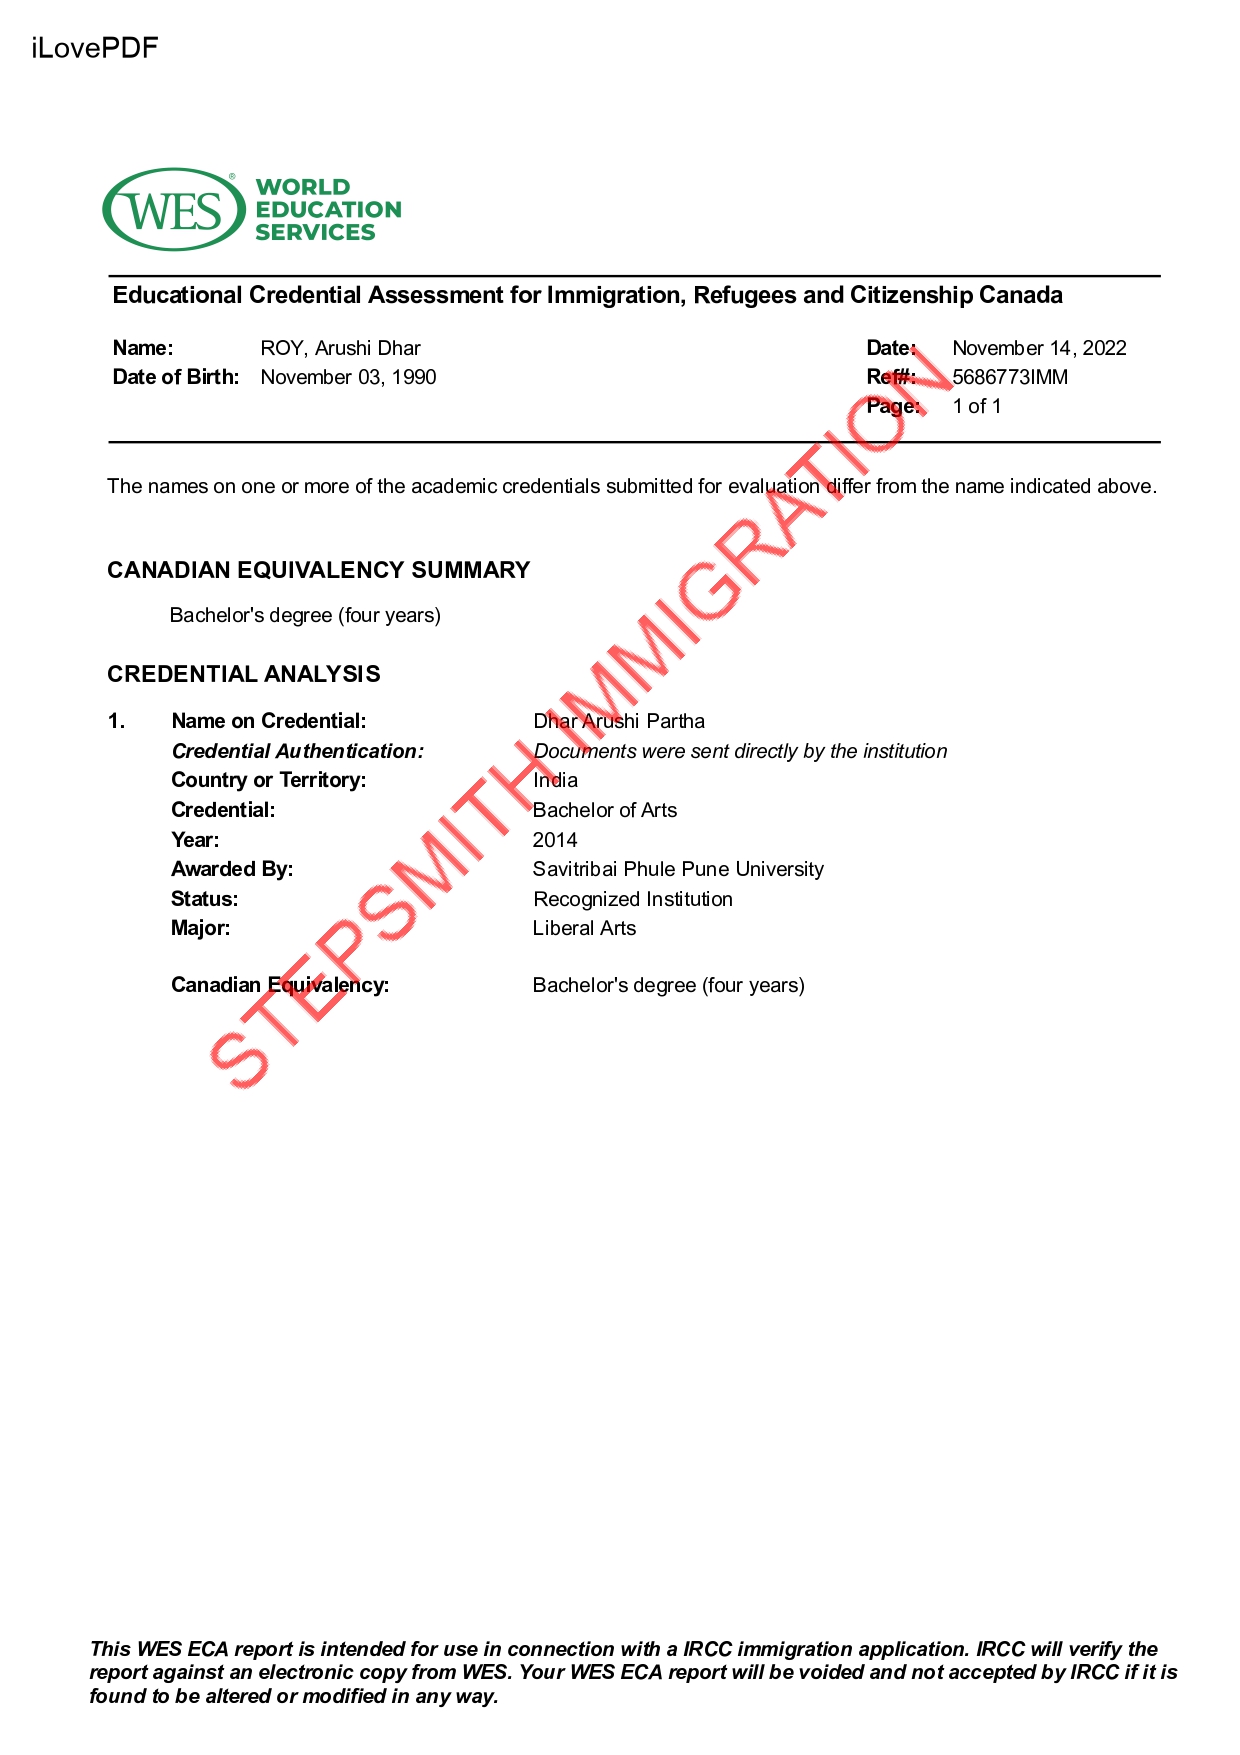 iLovePDF
WES®
WORLD
EDUCATION
SERVICES
Educational Credential Assessment for Immigration, Refugees and Citizenship Canada
Name: ROY, Arushi Dhar Date: November 14, 2022
Date of Birth: November 03, 1990 Ref#: 5686773IMM
Page: 1 of 1
The names on one or more of the academic credentials submitted for evaluation differ from the name indicated above.
CANADIAN EQUIVALENCY SUMMARY
Bachelor's degree (four years)
CREDENTIAL ANALYSIS
1. Name on Credential: Dhar Arushi Partha
Credential Authentication: Documents were sent directly by the institution
Country or Territory: India
Credential: Bachelor of Arts
Year: 2014
Awarded By: Savitribai Phule Pune University
Status: Recognized Institution
Major: Liberal Arts
Canadian Equivalency: Bachelor's degree (four years)
STEPSMITH IMMIGRATION
This WES ECA report is intended for use in connection with a IRCC immigration application. IRCC will verify the
report against an electronic copy from WES. Your WES ECA report will be voided and not accepted by IRCC if it is
found to be altered or modified in any way.